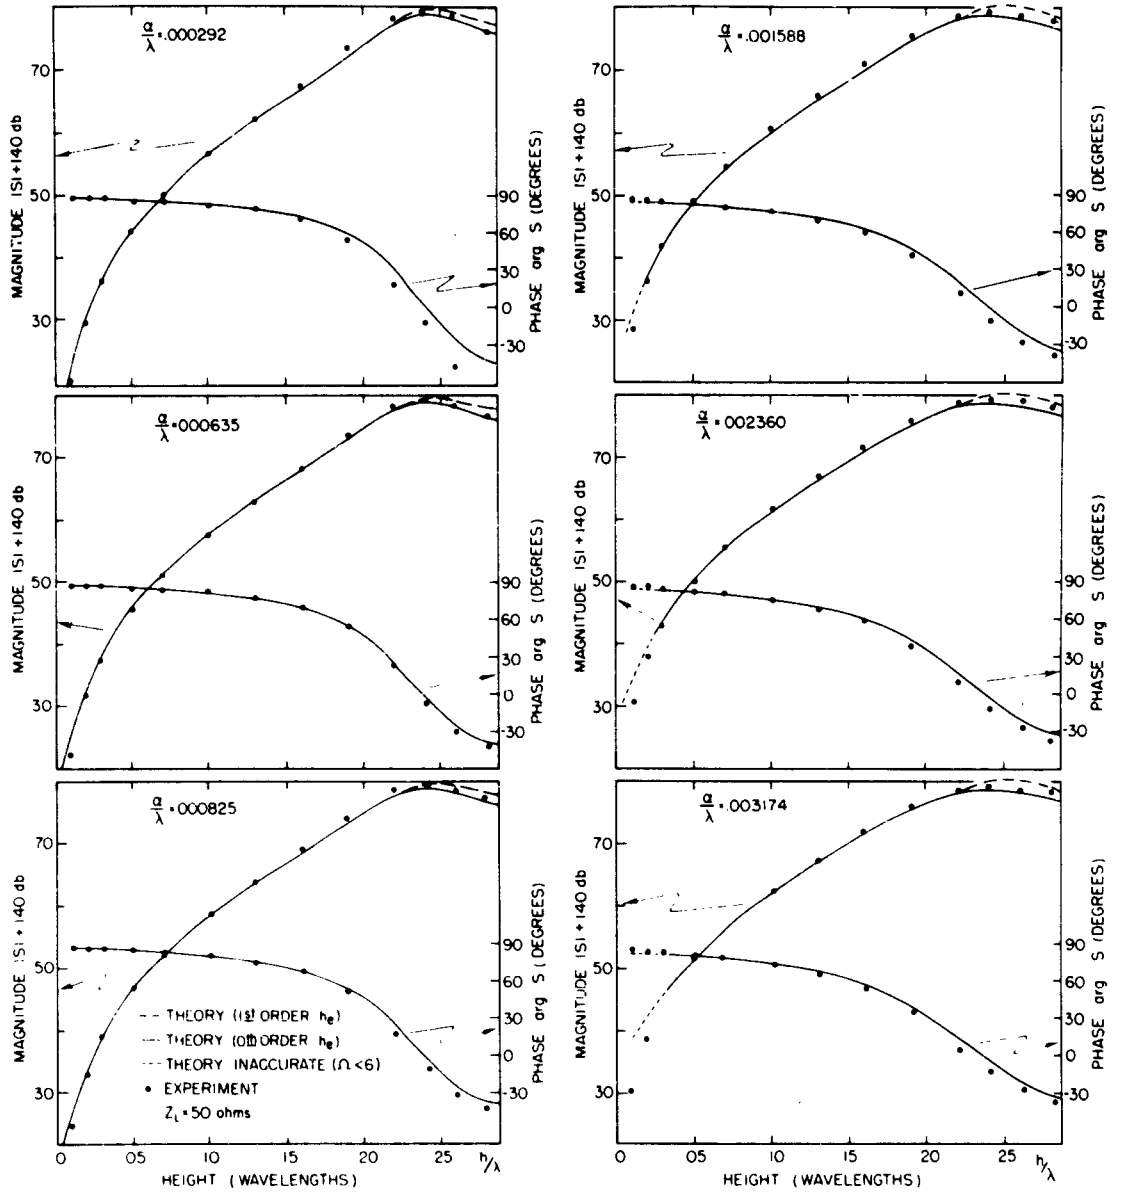 α/λ = .000292
70
50
30
MAGNITUDE |S| + 140 db
90
60
30
0
-30
PHASE arg S (DEGREES)
α/λ = .001588
70
50
30
MAGNITUDE |S| + 140 db
90
60
30
0
-30
PHASE arg S (DEGREES)
α/λ = 000635
70
50
30
MAGNITUDE |S| + 140 db
90
60
30
0
-30
PHASE arg S (DEGREES)
α/λ = 002360
70
50
30
MAGNITUDE |S| + 140 db
90
60
30
0
-30
PHASE arg S (DEGREES)
α/λ = 000825
70
50
30
MAGNITUDE |S| + 140 db
90
60
30
0
-30
PHASE arg S (DEGREES)
-- THEORY (1st ORDER he)
THEORY (0th ORDER he)
---- THEORY INACCURATE (Ω<6)
• EXPERIMENT
ZL = 50 ohms
0 05 10 15 20 25 h/λ
HEIGHT (WAVELENGTHS)
α/λ = .003174
70
50
30
MAGNITUDE |S| + 140 db
90
60
30
0
-30
PHASE arg S (DEGREES)
0 05 10 15 20 25 h/λ
HEIGHT (WAVELENGTHS)